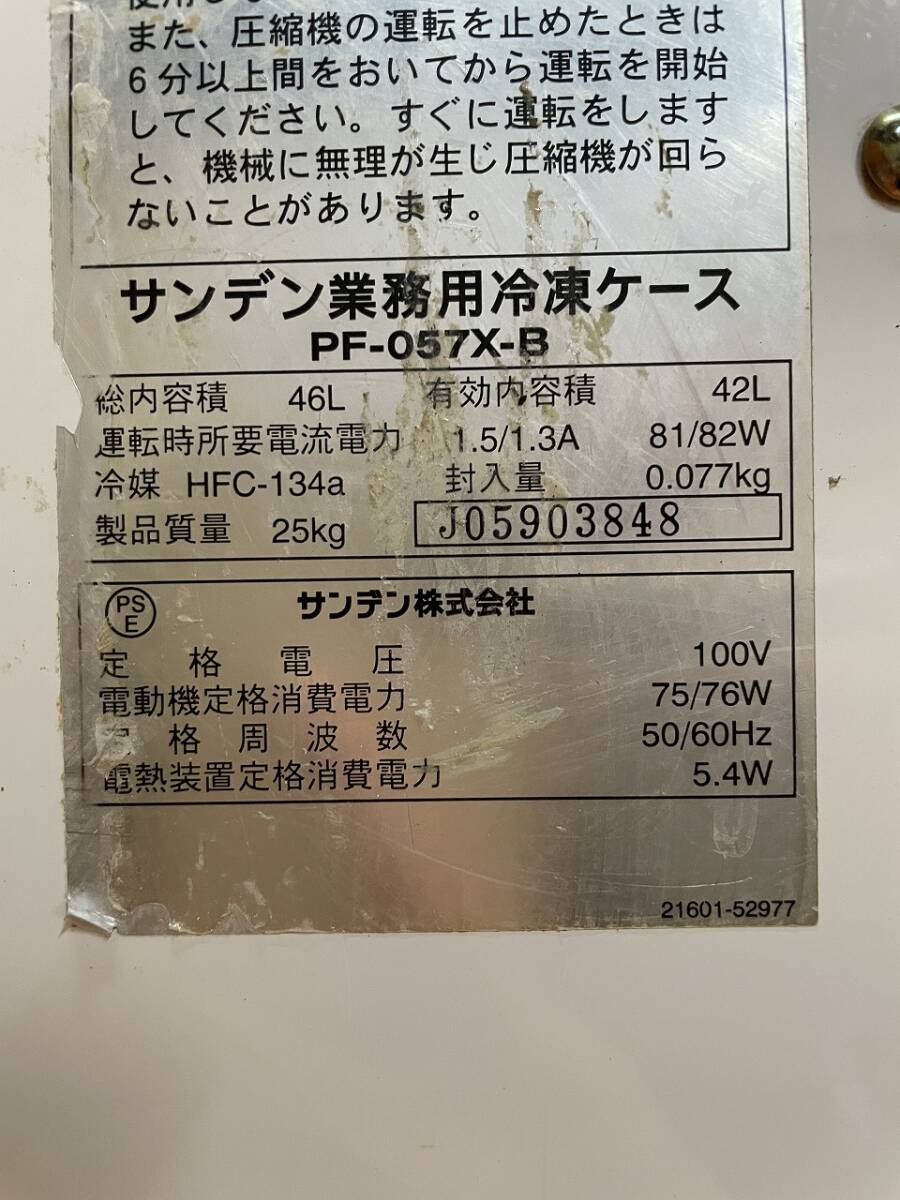 また、圧縮機の運転を止めたときは
6分以上間をおいてから運転を開始
してください。すぐに運転をします
と、機械に無理が生じ圧縮機が回ら
ないことがあります。
サンデン業務用冷凍ケース
PF-057X-B
総内容積 46L 有効内容積 42L
運転時所要電流電力 1.5/1.3A 81/82W
冷媒 HFC-134a 封入量 0.077kg
製品質量 25kg J05903848
PSE サンデン株式会社
定格電圧 100V
電動機定格消費電力 75/76W
定格周波数 50/60Hz
電熱装置定格消費電力 5.4W
21601-52977